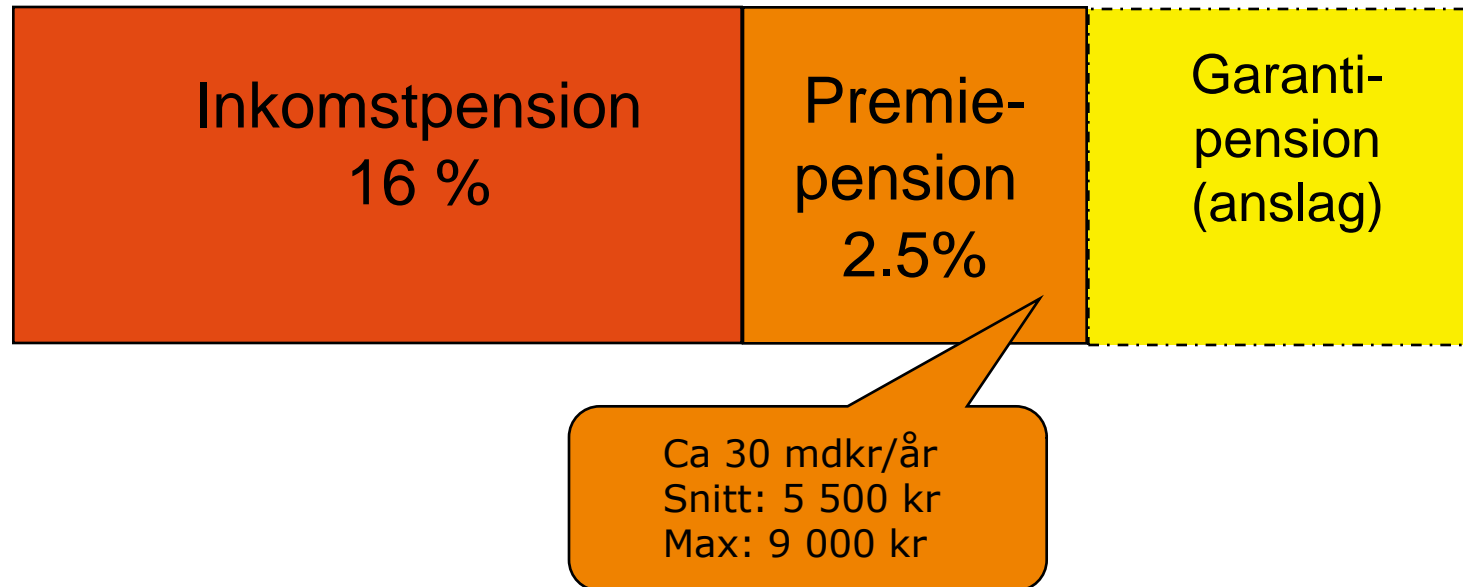 Inkomstpension
16 %
Premie-
pension
2.5%
Garanti-
pension
(anslag)
Ca 30 mdkr/år
Snitt: 5 500 kr
Max: 9 000 kr